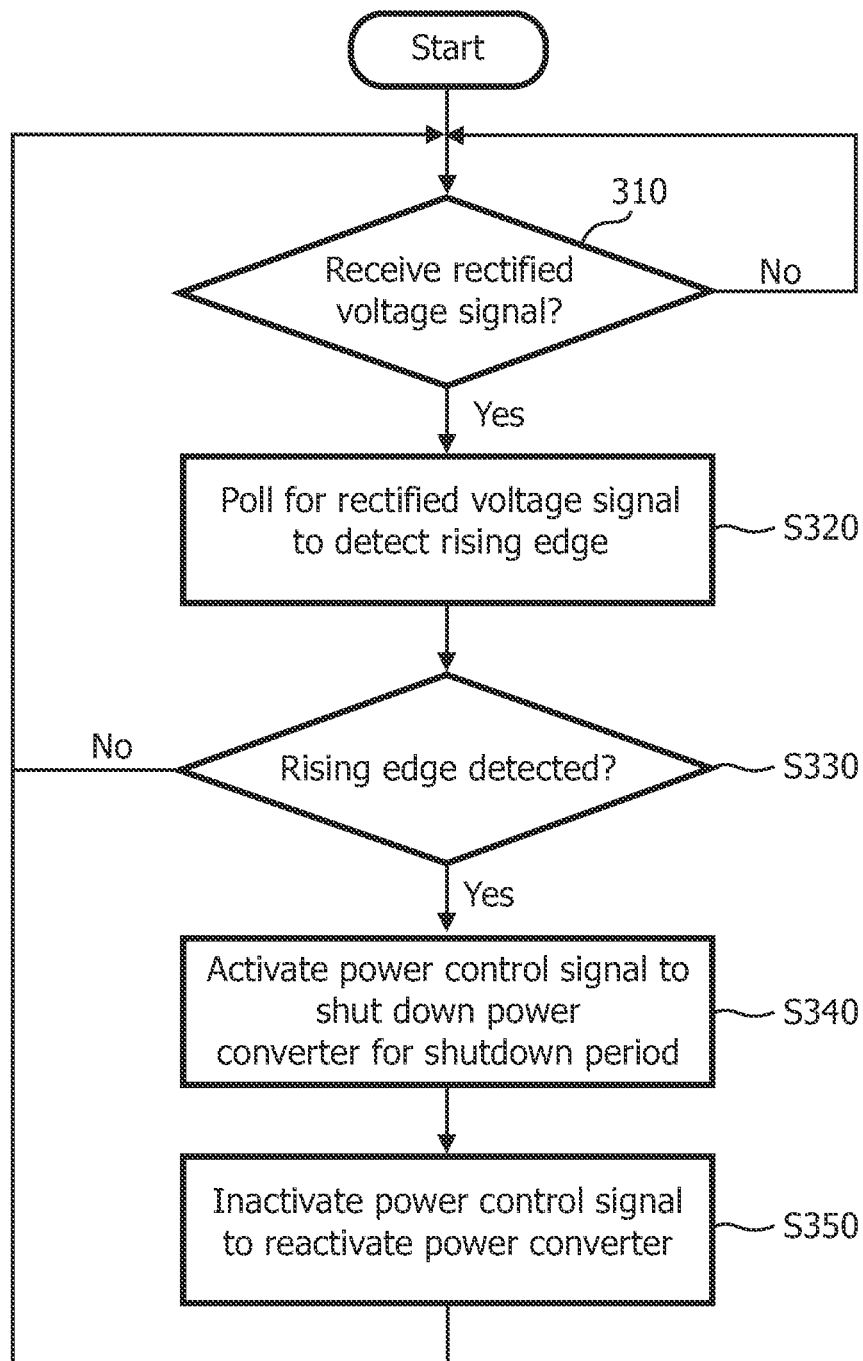 Start
310
Receive rectified
voltage signal?
No
Yes
Poll for rectified voltage signal
to detect rising edge
S320
No
Rising edge detected?
S330
Yes
Activate power control signal to
shut down power
converter for shutdown period
S340
Inactivate power control signal
to reactivate power converter
S350